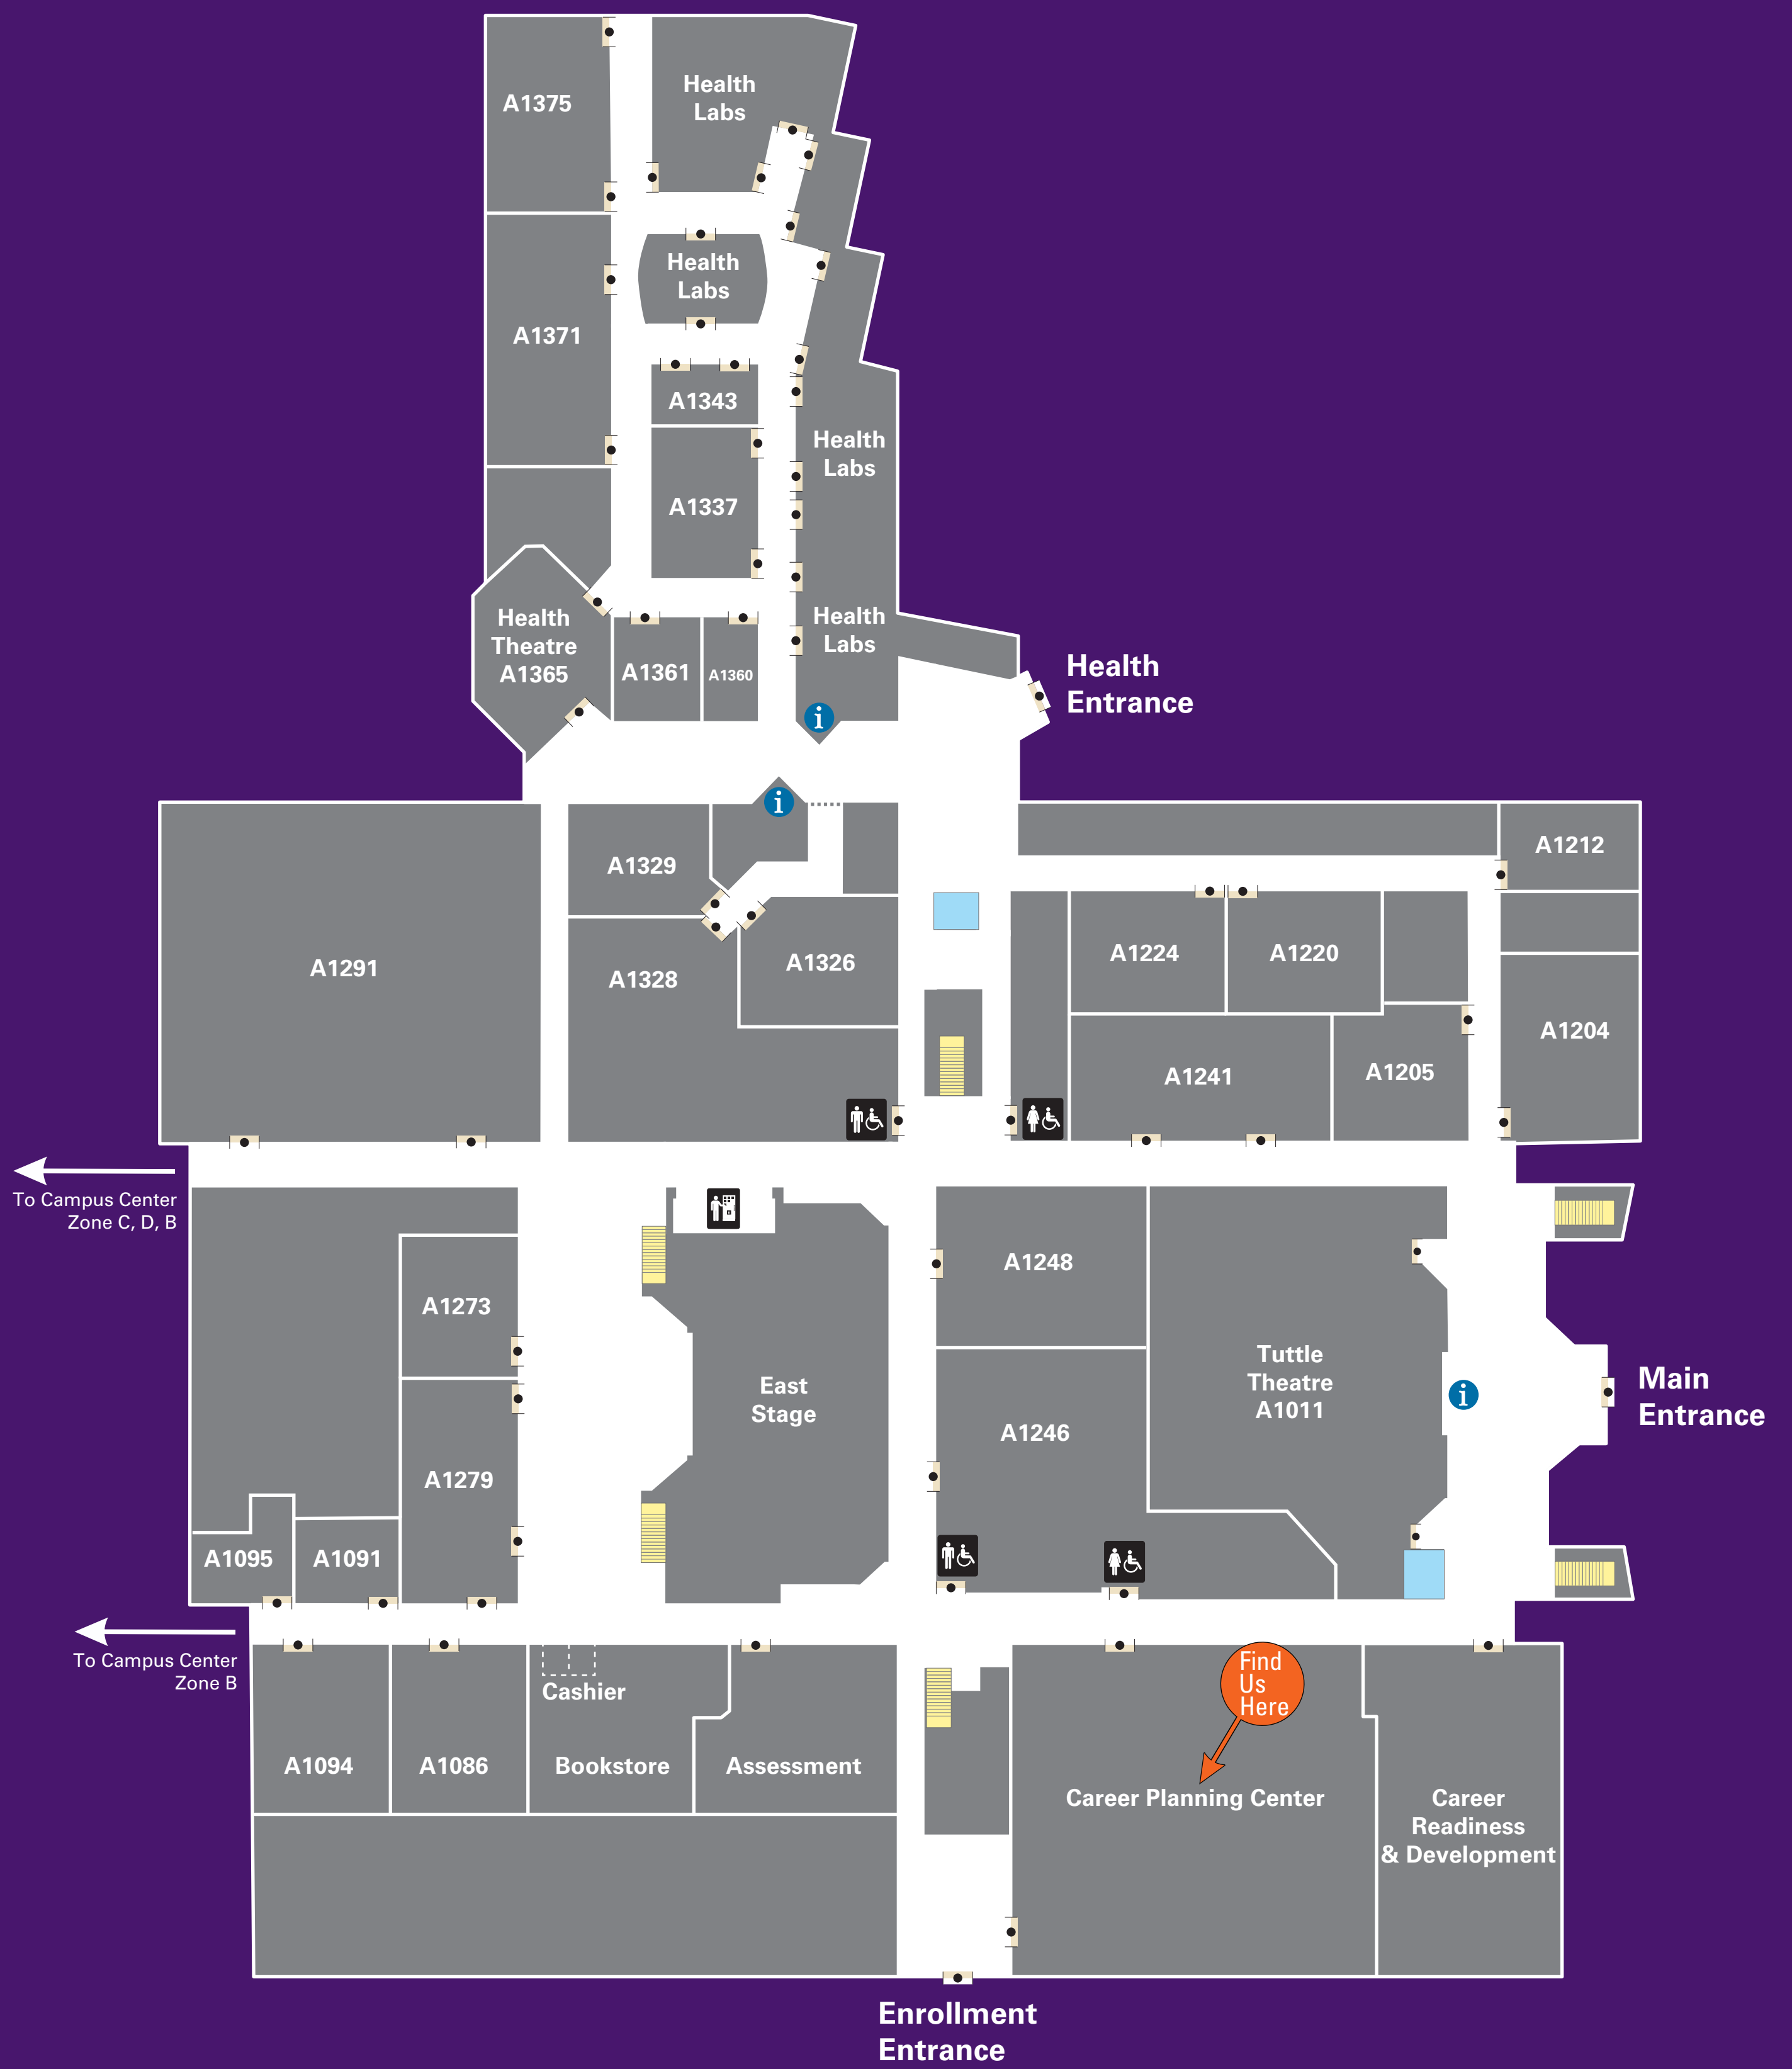 Health
Labs
A1375
Health
Labs
A1371
A1343
Health
Labs
A1337
Health
Theatre
A1365
Health
Labs
A1361
A1360
Health
Entrance
i
i
A1212
A1329
A1291
A1328
A1326
A1224
A1220
A1204
A1241
A1205
To Campus Center
Zone C, D, B
A1273
A1248
East
Stage
Tuttle
Theatre
A1011
i
Main
Entrance
A1246
A1279
A1095
A1091
To Campus Center
Zone B
Find
Us
Here
Cashier
A1094
A1086
Bookstore
Assessment
Career Planning Center
Career
Readiness
& Development
Enrollment
Entrance